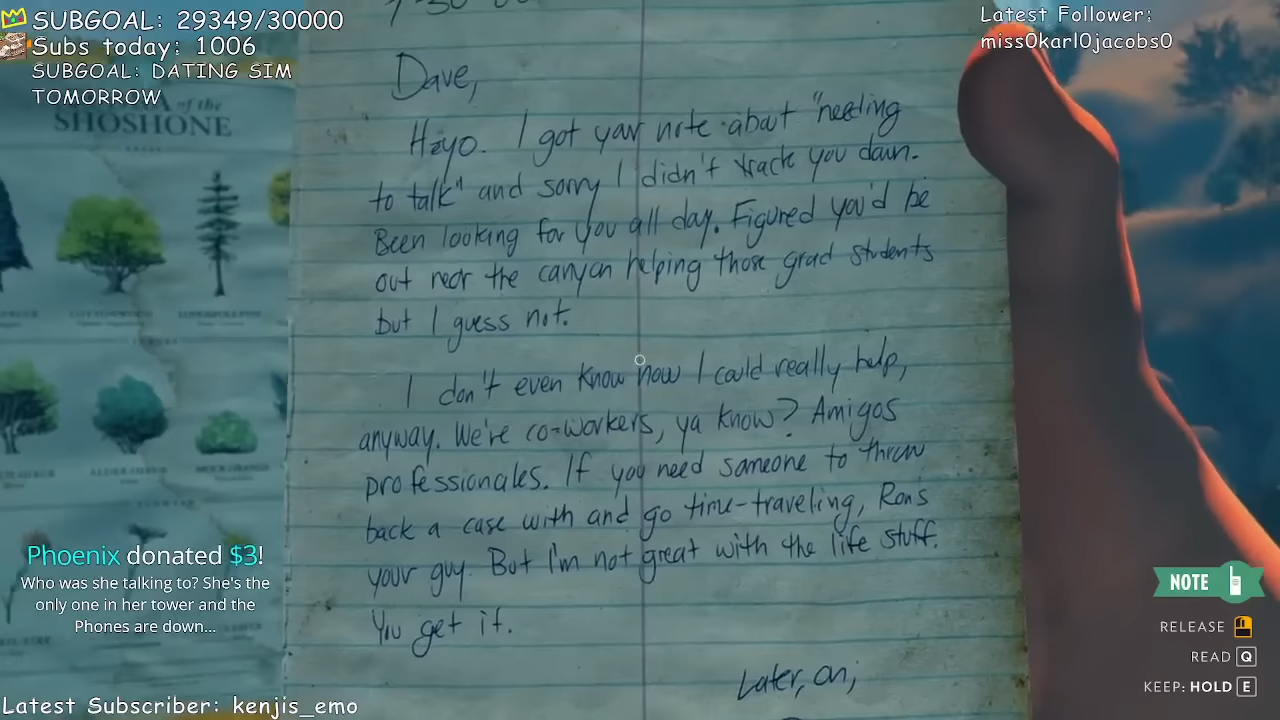 SUBGOAL: 29349/30000
Subs today: 1006
SUBGOAL: DATING SIM
TOMORROW
Latest Follower:
miss0karl0jacobs0
of the
SHOSHONE
Dave,
Heyo. I got your note about "needing
to talk" and sorry I didn't track you down.
Been looking for you all day. Figured you'd be
out near the canyon helping those grad students
but I guess not.
I don't even know how I could really help,
anyway. We're co-workers, ya know? Amigos
professionales. If you need someone to throw
back a case with and go time-traveling, Ron's
your guy. But I'm not great with the life stuff.
You get it.
Later, on,
Phoenix donated $3!
Who was she talking to? She's the
only one in her tower and the
Phones are down...
NOTE
RELEASE
READ Q
KEEP: HOLD E
Latest Subscriber: kenjis_emo